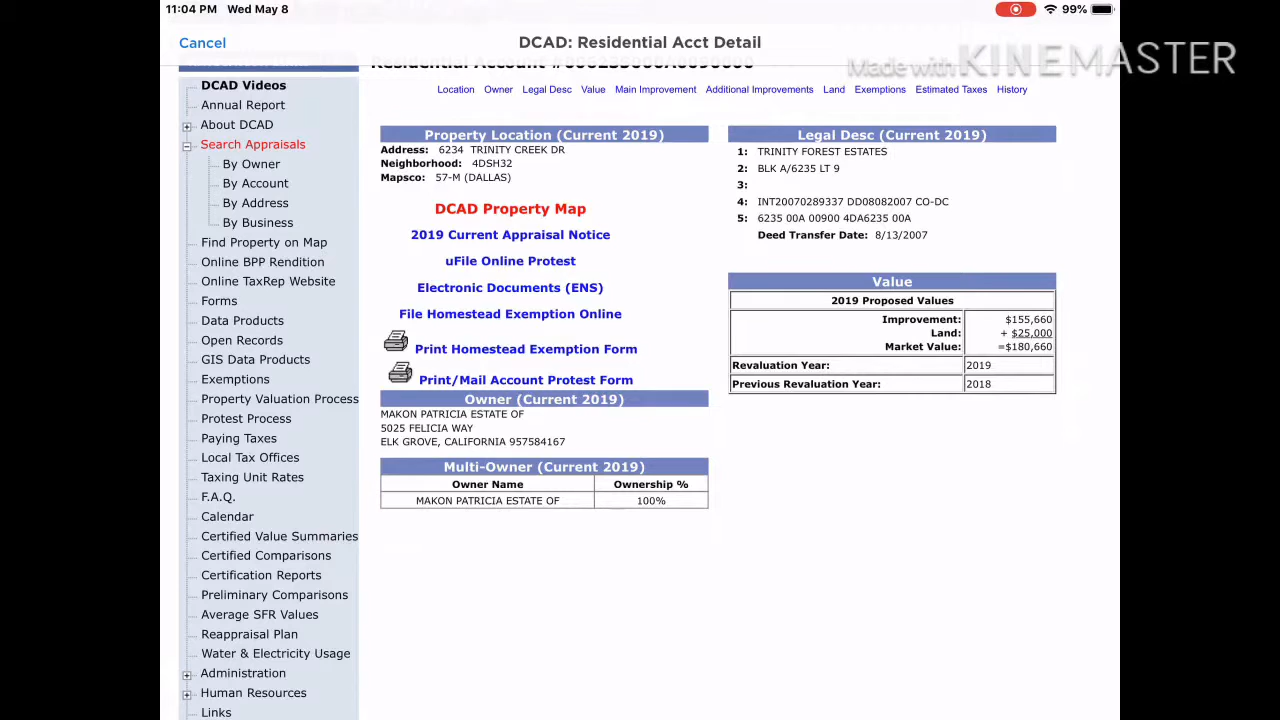 11:04 PM Wed May 8
99%
Cancel
DCAD: Residential Acct Detail
Made with KINEMASTER
DCAD Videos
Annual Report
About DCAD
Search Appraisals
By Owner
By Account
By Address
By Business
Find Property on Map
Online BPP Rendition
Online TaxRep Website
Forms
Data Products
Open Records
GIS Data Products
Exemptions
Property Valuation Process
Protest Process
Paying Taxes
Local Tax Offices
Taxing Unit Rates
F.A.Q.
Calendar
Certified Value Summaries
Certified Comparisons
Certification Reports
Preliminary Comparisons
Average SFR Values
Reappraisal Plan
Water & Electricity Usage
Administration
Human Resources
Links
Residential Account
Location Owner Legal Desc Value Main Improvement Additional Improvements Land Exemptions Estimated Taxes History
Property Location (Current 2019)
Address: 6234 TRINITY CREEK DR
Neighborhood: 4DSH32
Mapsco: 57-M (DALLAS)
DCAD Property Map
2019 Current Appraisal Notice
uFile Online Protest
Electronic Documents (ENS)
File Homestead Exemption Online
Print Homestead Exemption Form
Print/Mail Account Protest Form
Owner (Current 2019)
MAKON PATRICIA ESTATE OF
5025 FELICIA WAY
ELK GROVE, CALIFORNIA 957584167
Multi-Owner (Current 2019)
Owner Name Ownership %
MAKON PATRICIA ESTATE OF 100%
Legal Desc (Current 2019)
1: TRINITY FOREST ESTATES
2: BLK A/6235 LT 9
3:
4: INT20070289337 DD08082007 CO-DC
5: 6235 00A 00900 4DA6235 00A
Deed Transfer Date: 8/13/2007
Value
2019 Proposed Values
Improvement: $155,660
Land: + $25,000
Market Value: =$180,660
Revaluation Year: 2019
Previous Revaluation Year: 2018